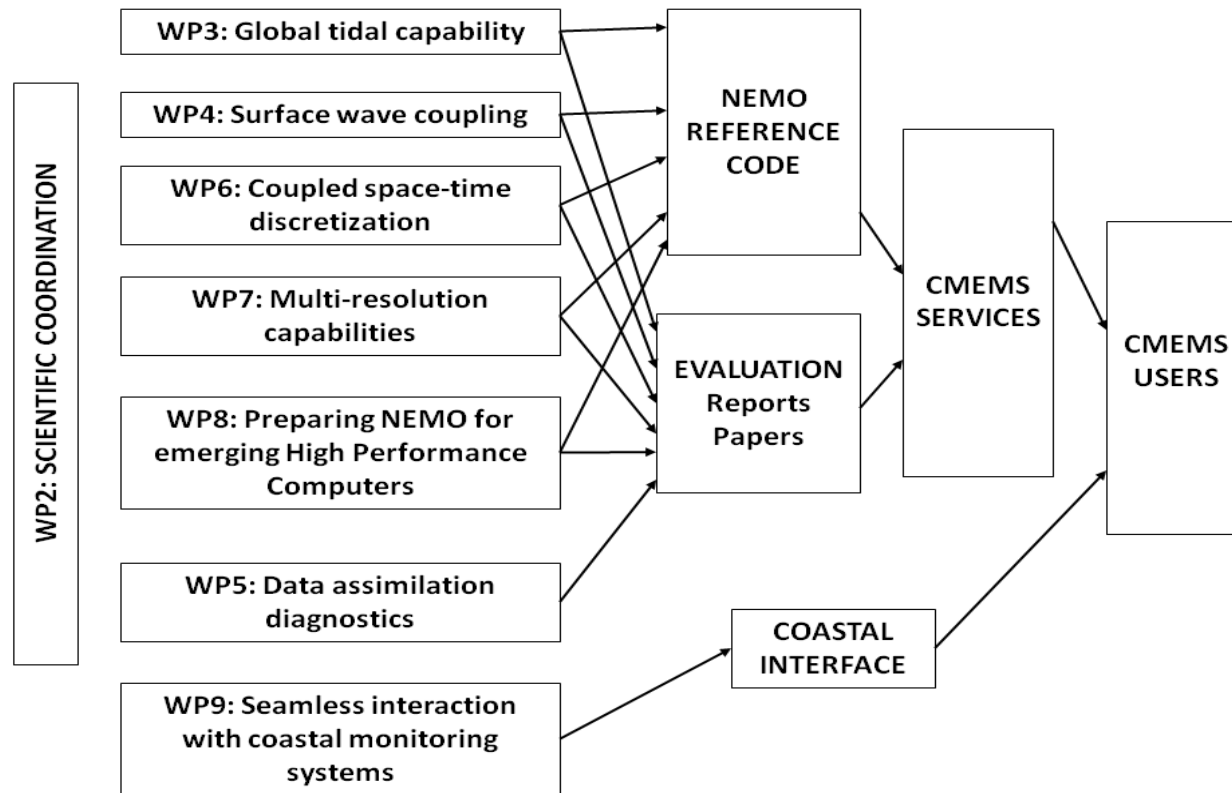 WP2: SCIENTIFIC COORDINATION
WP3: Global tidal capability
WP4: Surface wave coupling
WP6: Coupled space-time
discretization
WP7: Multi-resolution
capabilities
WP8: Preparing NEMO for
emerging High Performance
Computers
WP5: Data assimilation
diagnostics
WP9: Seamless interaction
with coastal monitoring
systems
NEMO
REFERENCE
CODE
EVALUATION
Reports
Papers
COASTAL
INTERFACE
CMEMS
SERVICES
CMEMS
USERS